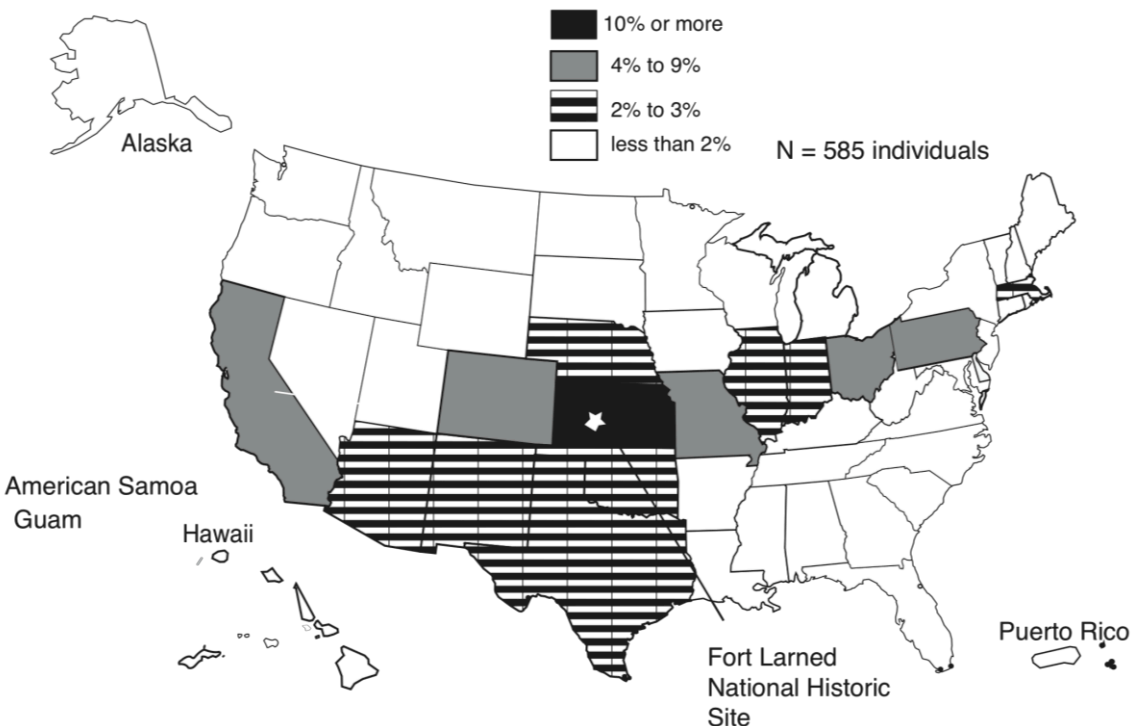 10% or more
4% to 9%
2% to 3%
less than 2%
N = 585 individuals
Alaska
American Samoa
Guam
Hawaii
Puerto Rico
Fort Larned
National Historic
Site